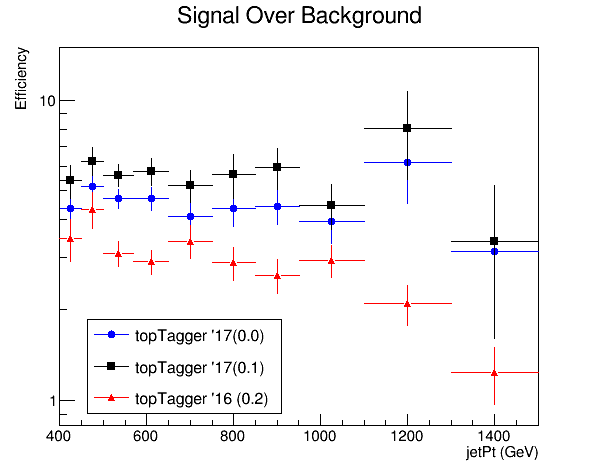 Signal Over Background
Efficiency
10
1
topTagger '17(0.0)
topTagger '17(0.1)
topTagger '16 (0.2)
400 600 800 1000 1200 1400
jetPt (GeV)